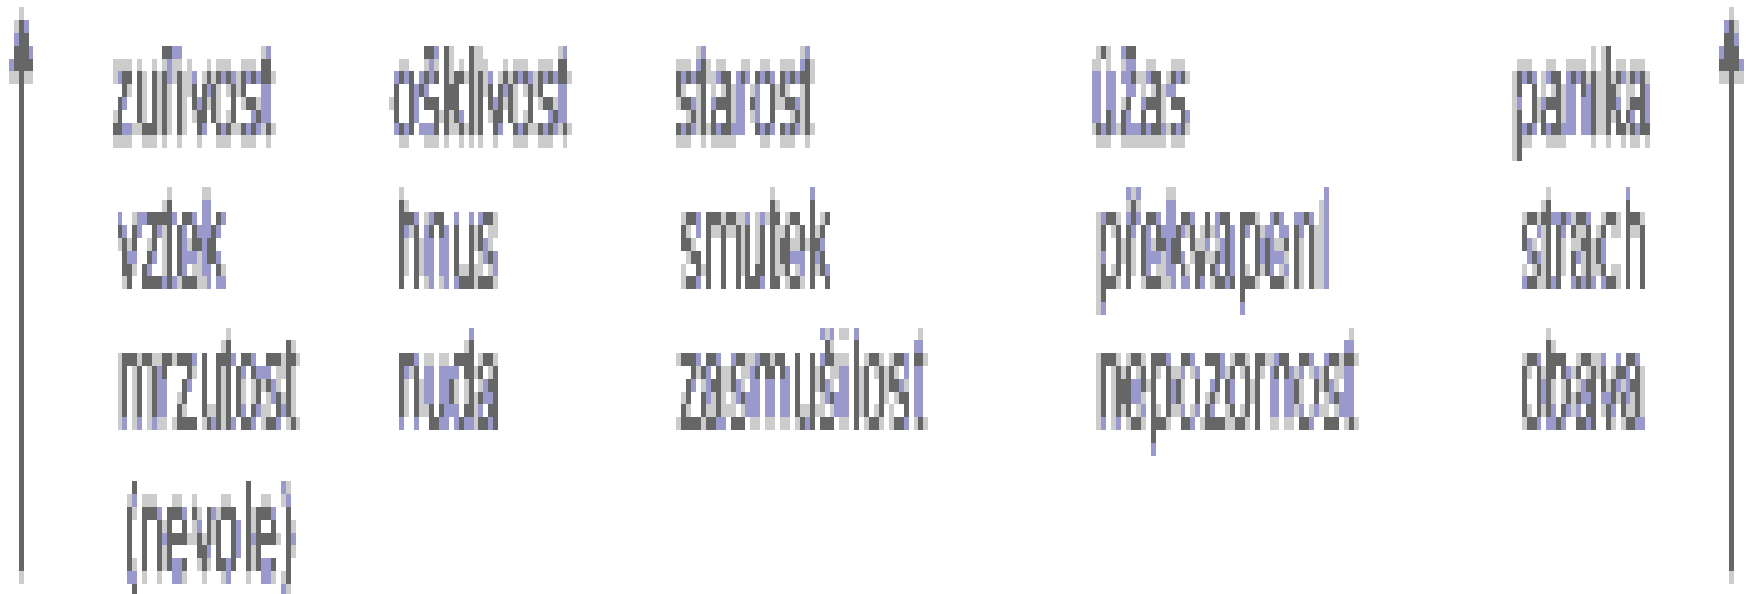 zuřivost ošklivost starost úžas panika
vztek hnus smutek překvapení strach
mrzutost nuda zasmušilost nepozornost obava
(nevole)